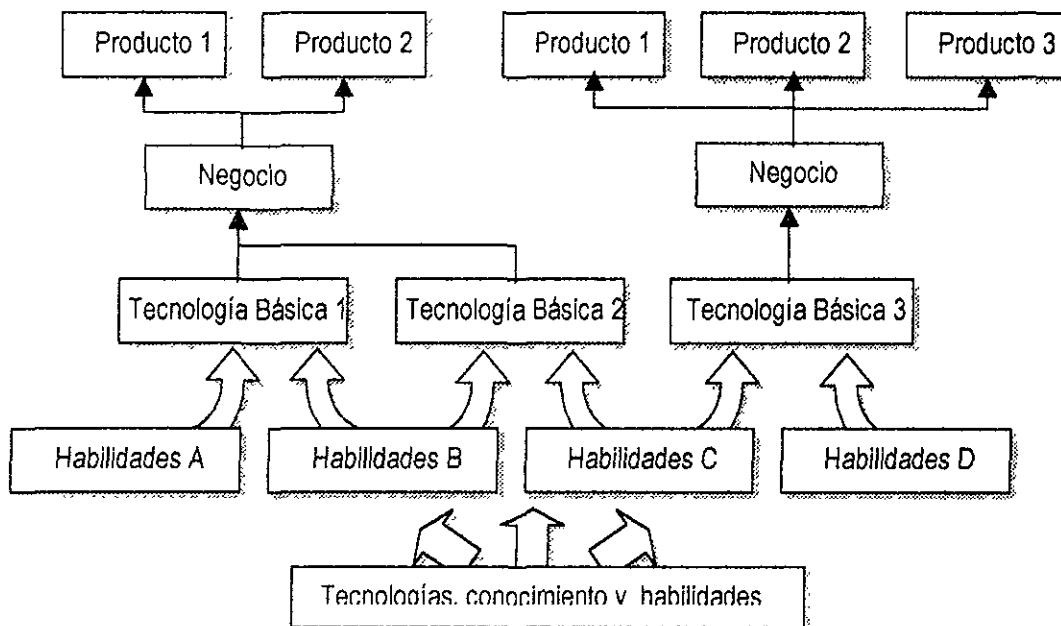 Producto 1
Producto 2
Producto 1
Producto 2
Producto 3
Negocio
Negocio
Tecnología Básica 1
Tecnología Básica 2
Tecnología Básica 3
Habilidades A
Habilidades B
Habilidades C
Habilidades D
Tecnologías, conocimiento y habilidades